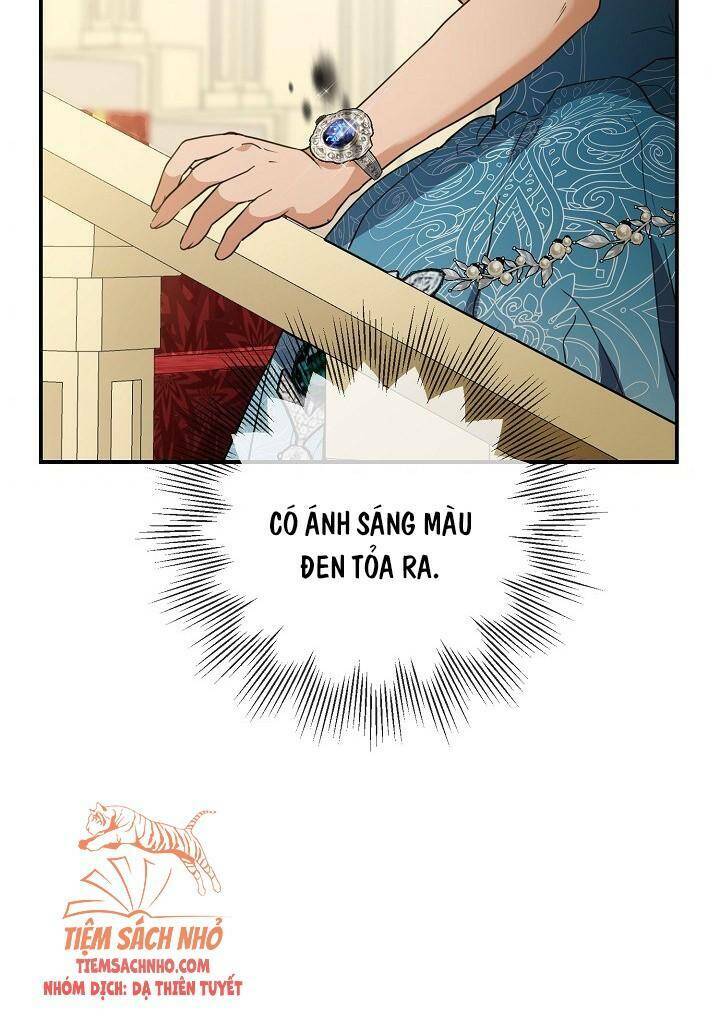 CÓ ÁNH SÁNG MÀU
ĐEN TỎA RA.
TIỆM SÁCH NHỎ
TIEMSACHNHO.COM
NHÓM DỊCH: DẠ THIÊN TUYẾT